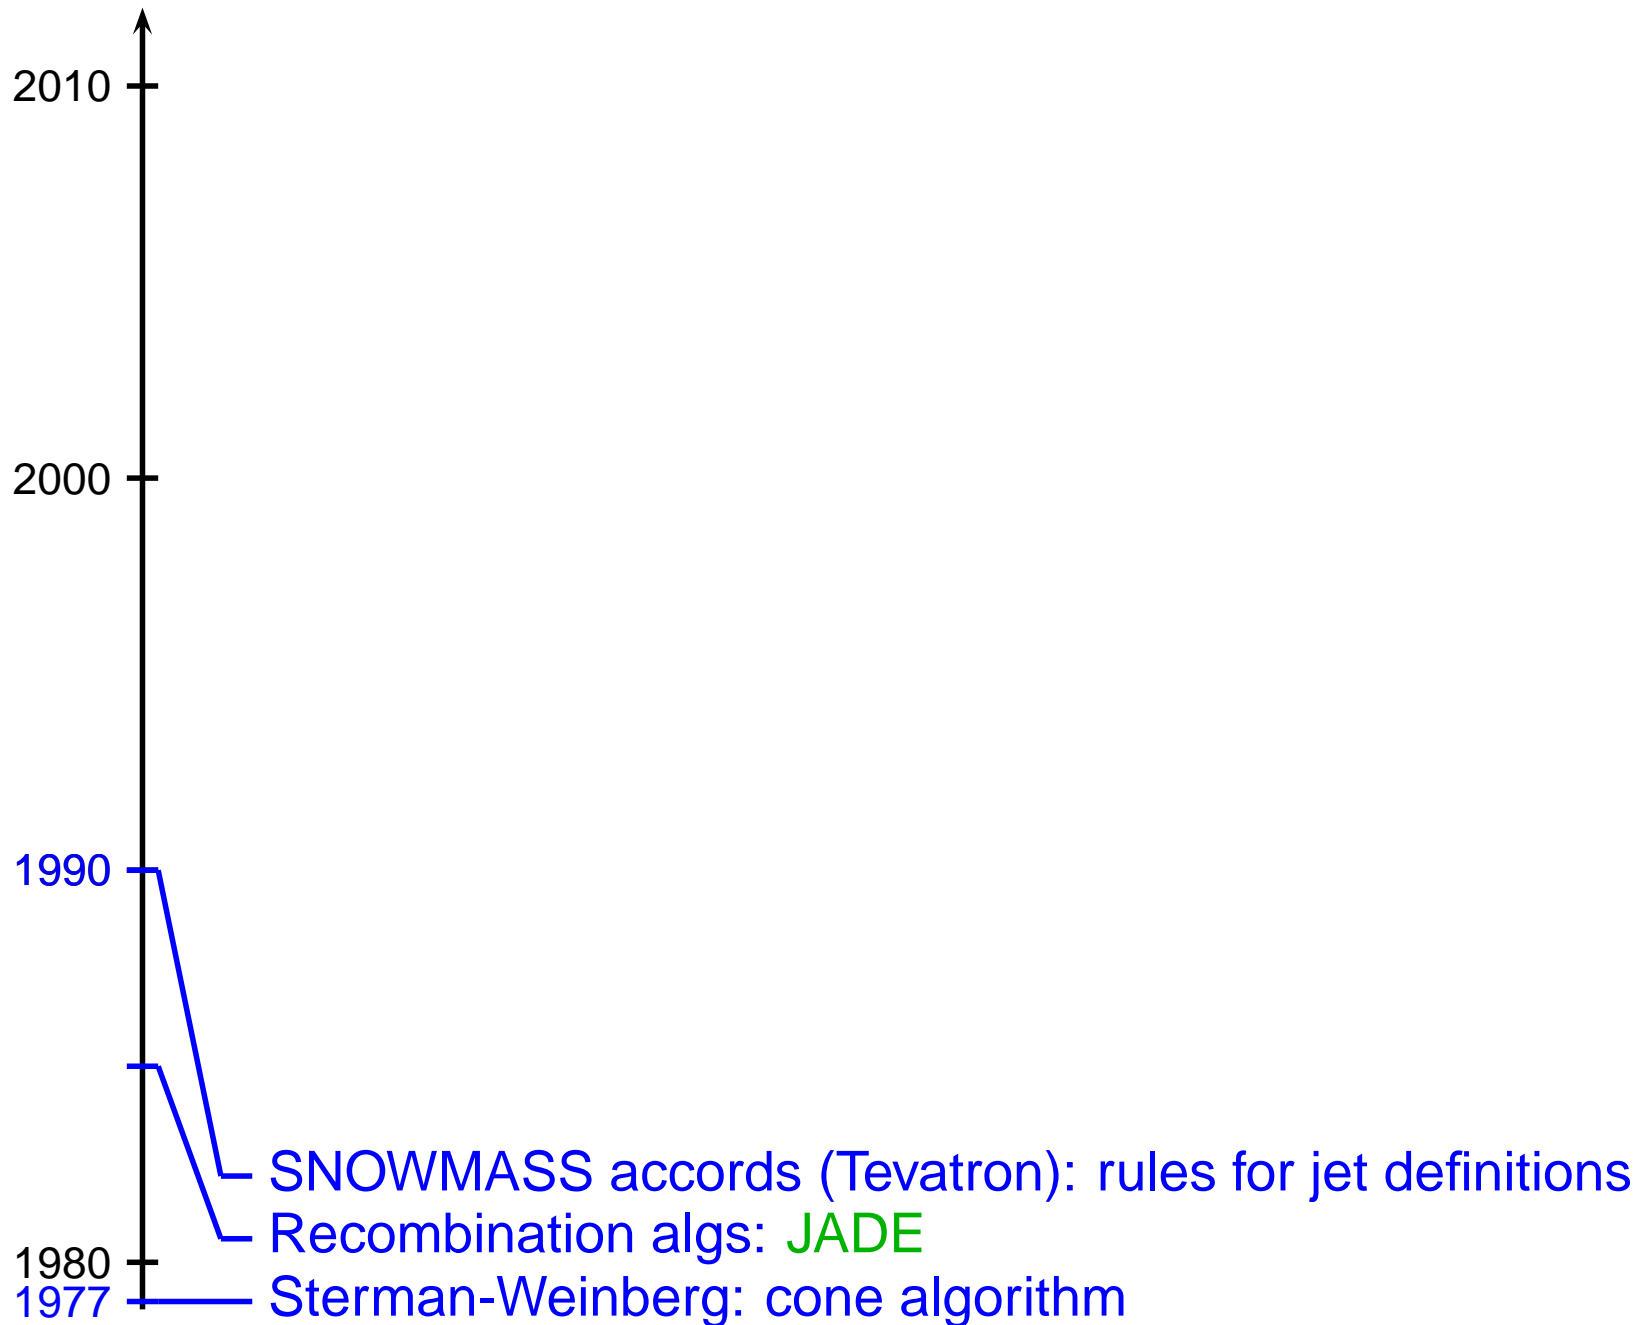 2010
2000
1990
SNOWMASS accords (Tevatron): rules for jet definitions
Recombination algs: JADE
1980
1977 Sterman-Weinberg: cone algorithm